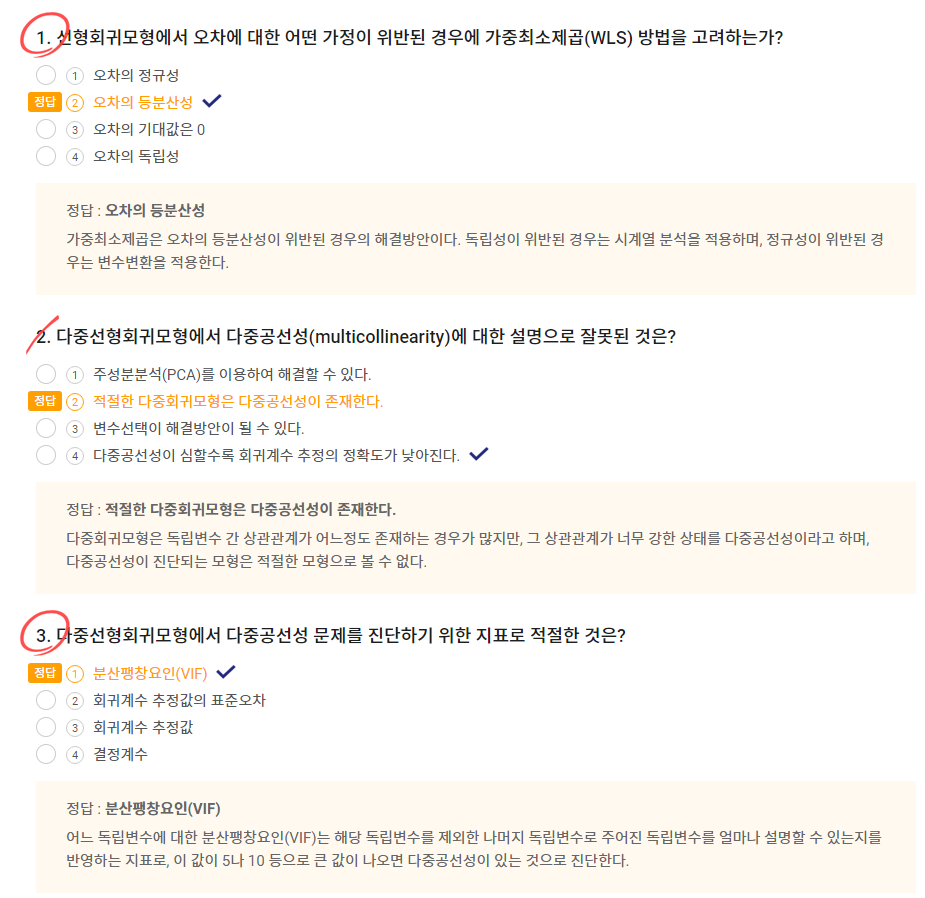 1. 선형회귀모형에서 오차에 대한 어떤 가정이 위반된 경우에 가중최소제곱(WLS) 방법을 고려하는가?
① 오차의 정규성
정답 ② 오차의 등분산성
③ 오차의 기대값은 0
④ 오차의 독립성
정답 : 오차의 등분산성
가중최소제곱은 오차의 등분산성이 위반된 경우의 해결방안이다. 독립성이 위반된 경우는 시계열 분석을 적용하며, 정규성이 위반된 경
우는 변수변환을 적용한다.
2. 다중선형회귀모형에서 다중공선성(multicollinearity)에 대한 설명으로 잘못된 것은?
① 주성분분석(PCA)를 이용하여 해결할 수 있다.
정답 ② 적절한 다중회귀모형은 다중공선성이 존재한다.
③ 변수선택이 해결방안이 될 수 있다.
④ 다중공선성이 심할수록 회귀계수 추정의 정확도가 낮아진다.
정답 : 적절한 다중회귀모형은 다중공선성이 존재한다.
다중회귀모형은 독립변수 간 상관관계가 어느정도 존재하는 경우가 많지만, 그 상관관계가 너무 강한 상태를 다중공선성이라고 하며,
다중공선성이 진단되는 모형은 적절한 모형으로 볼 수 없다.
3. 다중선형회귀모형에서 다중공선성 문제를 진단하기 위한 지표로 적절한 것은?
정답 ① 분산팽창요인(VIF)
② 회귀계수 추정값의 표준오차
③ 회귀계수 추정값
④ 결정계수
정답 : 분산팽창요인(VIF)
어느 독립변수에 대한 분산팽창요인(VIF)는 해당 독립변수를 제외한 나머지 독립변수로 주어진 독립변수를 얼마나 설명할 수 있는지를
반영하는 지표로, 이 값이 5나 10 등으로 큰 값이 나오면 다중공선성이 있는 것으로 진단한다.